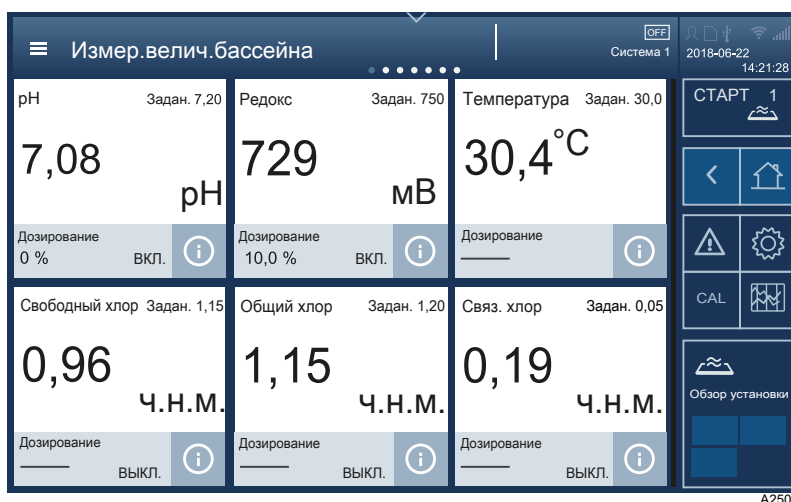 Измер.велич.бассейна
OFF
Система 1
2018-06-22
14:21:28
pH Задан. 7,20
7,08
pH
Дозирование
0 % ВКЛ.
Редокс Задан. 750
729
мВ
Дозирование
10,0 % ВКЛ.
Температура Задан. 30,0
30,4°C
Дозирование
СТАРТ 1
CAL
Свободный хлор Задан. 1,15
0,96
ч.н.м.
Дозирование
ВЫКЛ.
Общий хлор Задан. 1,20
1,15
ч.н.м.
Дозирование
ВЫКЛ.
Связ. хлор Задан. 0,05
0,19
ч.н.м.
Дозирование
ВЫКЛ.
Обзор установки
A250